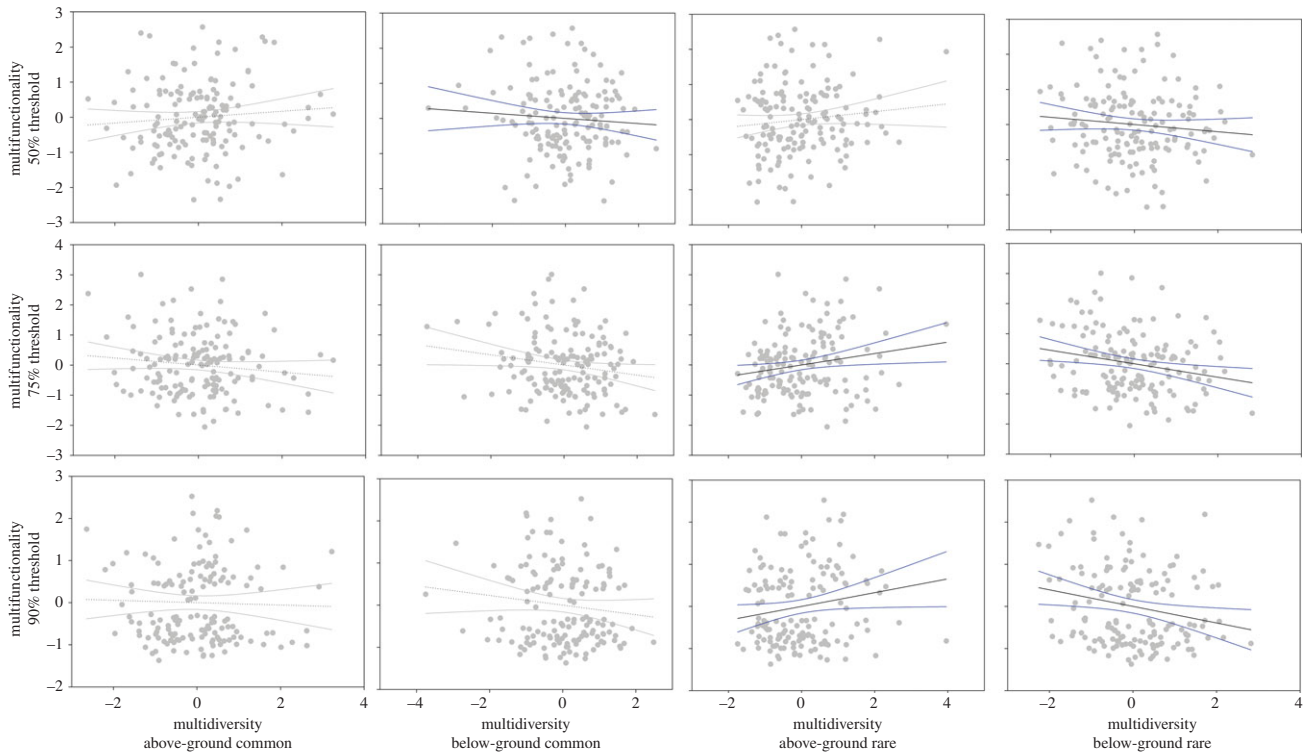 3
2
1
0
–1
–2
–3
multifunctionality
50% threshold
4
3
2
1
0
–1
–2
–3
multifunctionality
75% threshold
3
2
1
0
–1
–2
multifunctionality
90% threshold
–2 0 2 4
–4 –2 0 2
–2 0 2 4
–2 0 2 4
multidiversity
above-ground common
multidiversity
below-ground common
multidiversity
above-ground rare
multidiversity
below-ground rare